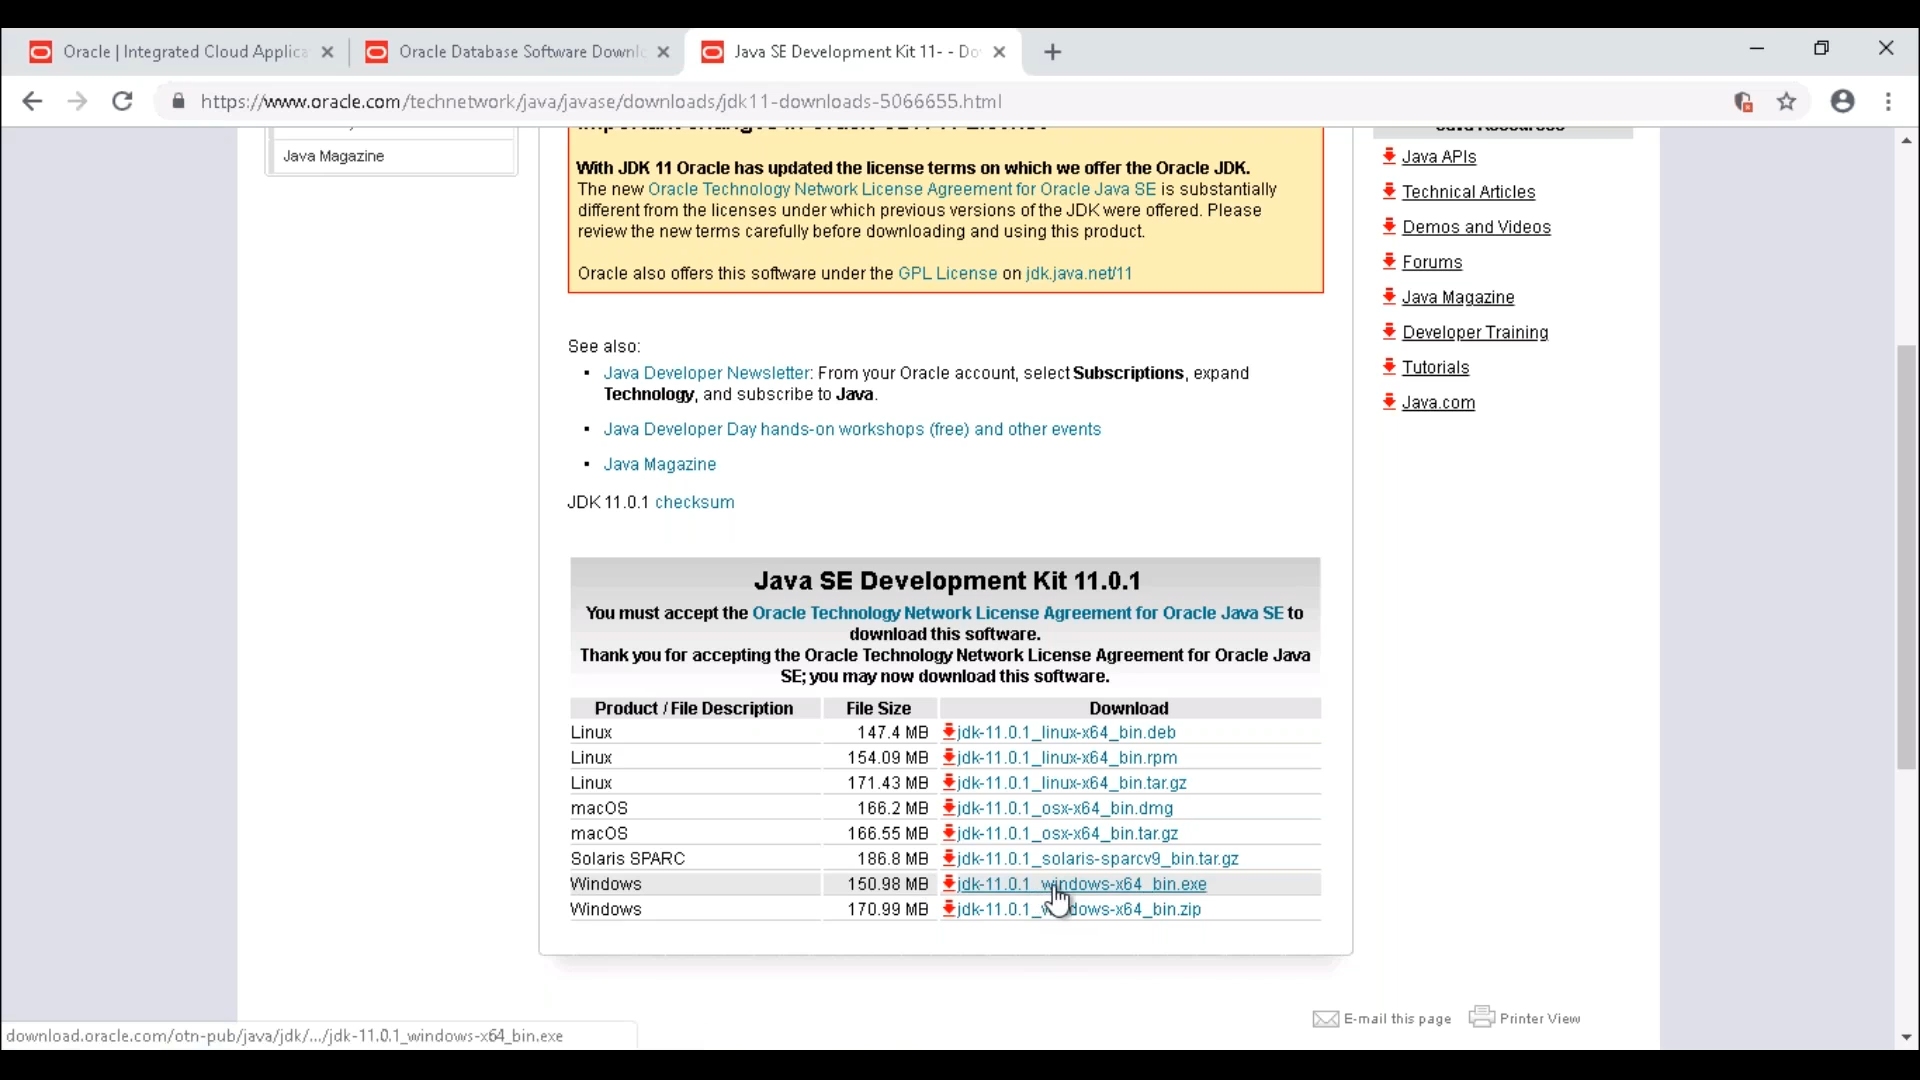 Oracle | Integrated Cloud Applica
Oracle Database Software Downl
Java SE Development Kit 11- - Do
https://www.oracle.com/technetwork/java/javase/downloads/jdk11-downloads-5066655.html
Java Magazine
With JDK 11 Oracle has updated the license terms on which we offer the Oracle JDK.
The new Oracle Technology Network License Agreement for Oracle Java SE is substantially
different from the licenses under which previous versions of the JDK were offered. Please
review the new terms carefully before downloading and using this product.
Oracle also offers this software under the GPL License on jdk.java.net/11
See also:
Java Developer Newsletter: From your Oracle account, select Subscriptions, expand
Technology, and subscribe to Java.
Java Developer Day hands-on workshops (free) and other events
Java Magazine
JDK 11.0.1 checksum
Java SE Development Kit 11.0.1
You must accept the Oracle Technology Network License Agreement for Oracle Java SE to
download this software.
Thank you for accepting the Oracle Technology Network License Agreement for Oracle Java
SE; you may now download this software.
Product / File Description File Size Download
Linux 147.4 MB jdk-11.0.1_linux-x64_bin.deb
Linux 154.09 MB jdk-11.0.1_linux-x64_bin.rpm
Linux 171.43 MB jdk-11.0.1_linux-x64_bin.tar.gz
macOS 166.2 MB jdk-11.0.1_osx-x64_bin.dmg
macOS 166.55 MB jdk-11.0.1_osx-x64_bin.tar.gz
Solaris SPARC 186.8 MB jdk-11.0.1_solaris-sparcv9_bin.tar.gz
Windows 150.98 MB jdk-11.0.1_windows-x64_bin.exe
Windows 170.99 MB jdk-11.0.1_windows-x64_bin.zip
Java APIs
Technical Articles
Demos and Videos
Forums
Java Magazine
Developer Training
Tutorials
Java.com
E-mail this page Printer View
download.oracle.com/otn-pub/java/jdk/.../jdk-11.0.1_windows-x64_bin.exe